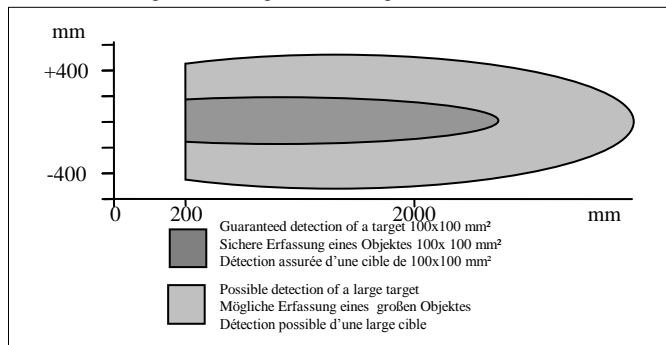 mm
+400
-400
0 200 2000 mm
Guaranteed detection of a target 100x100 mm²
Sichere Erfassung eines Objektes 100x 100 mm²
Détection assurée d’une cible de 100x100 mm²
Possible detection of a large target
Mögliche Erfassung eines großen Objektes
Détection possible d’une large cible